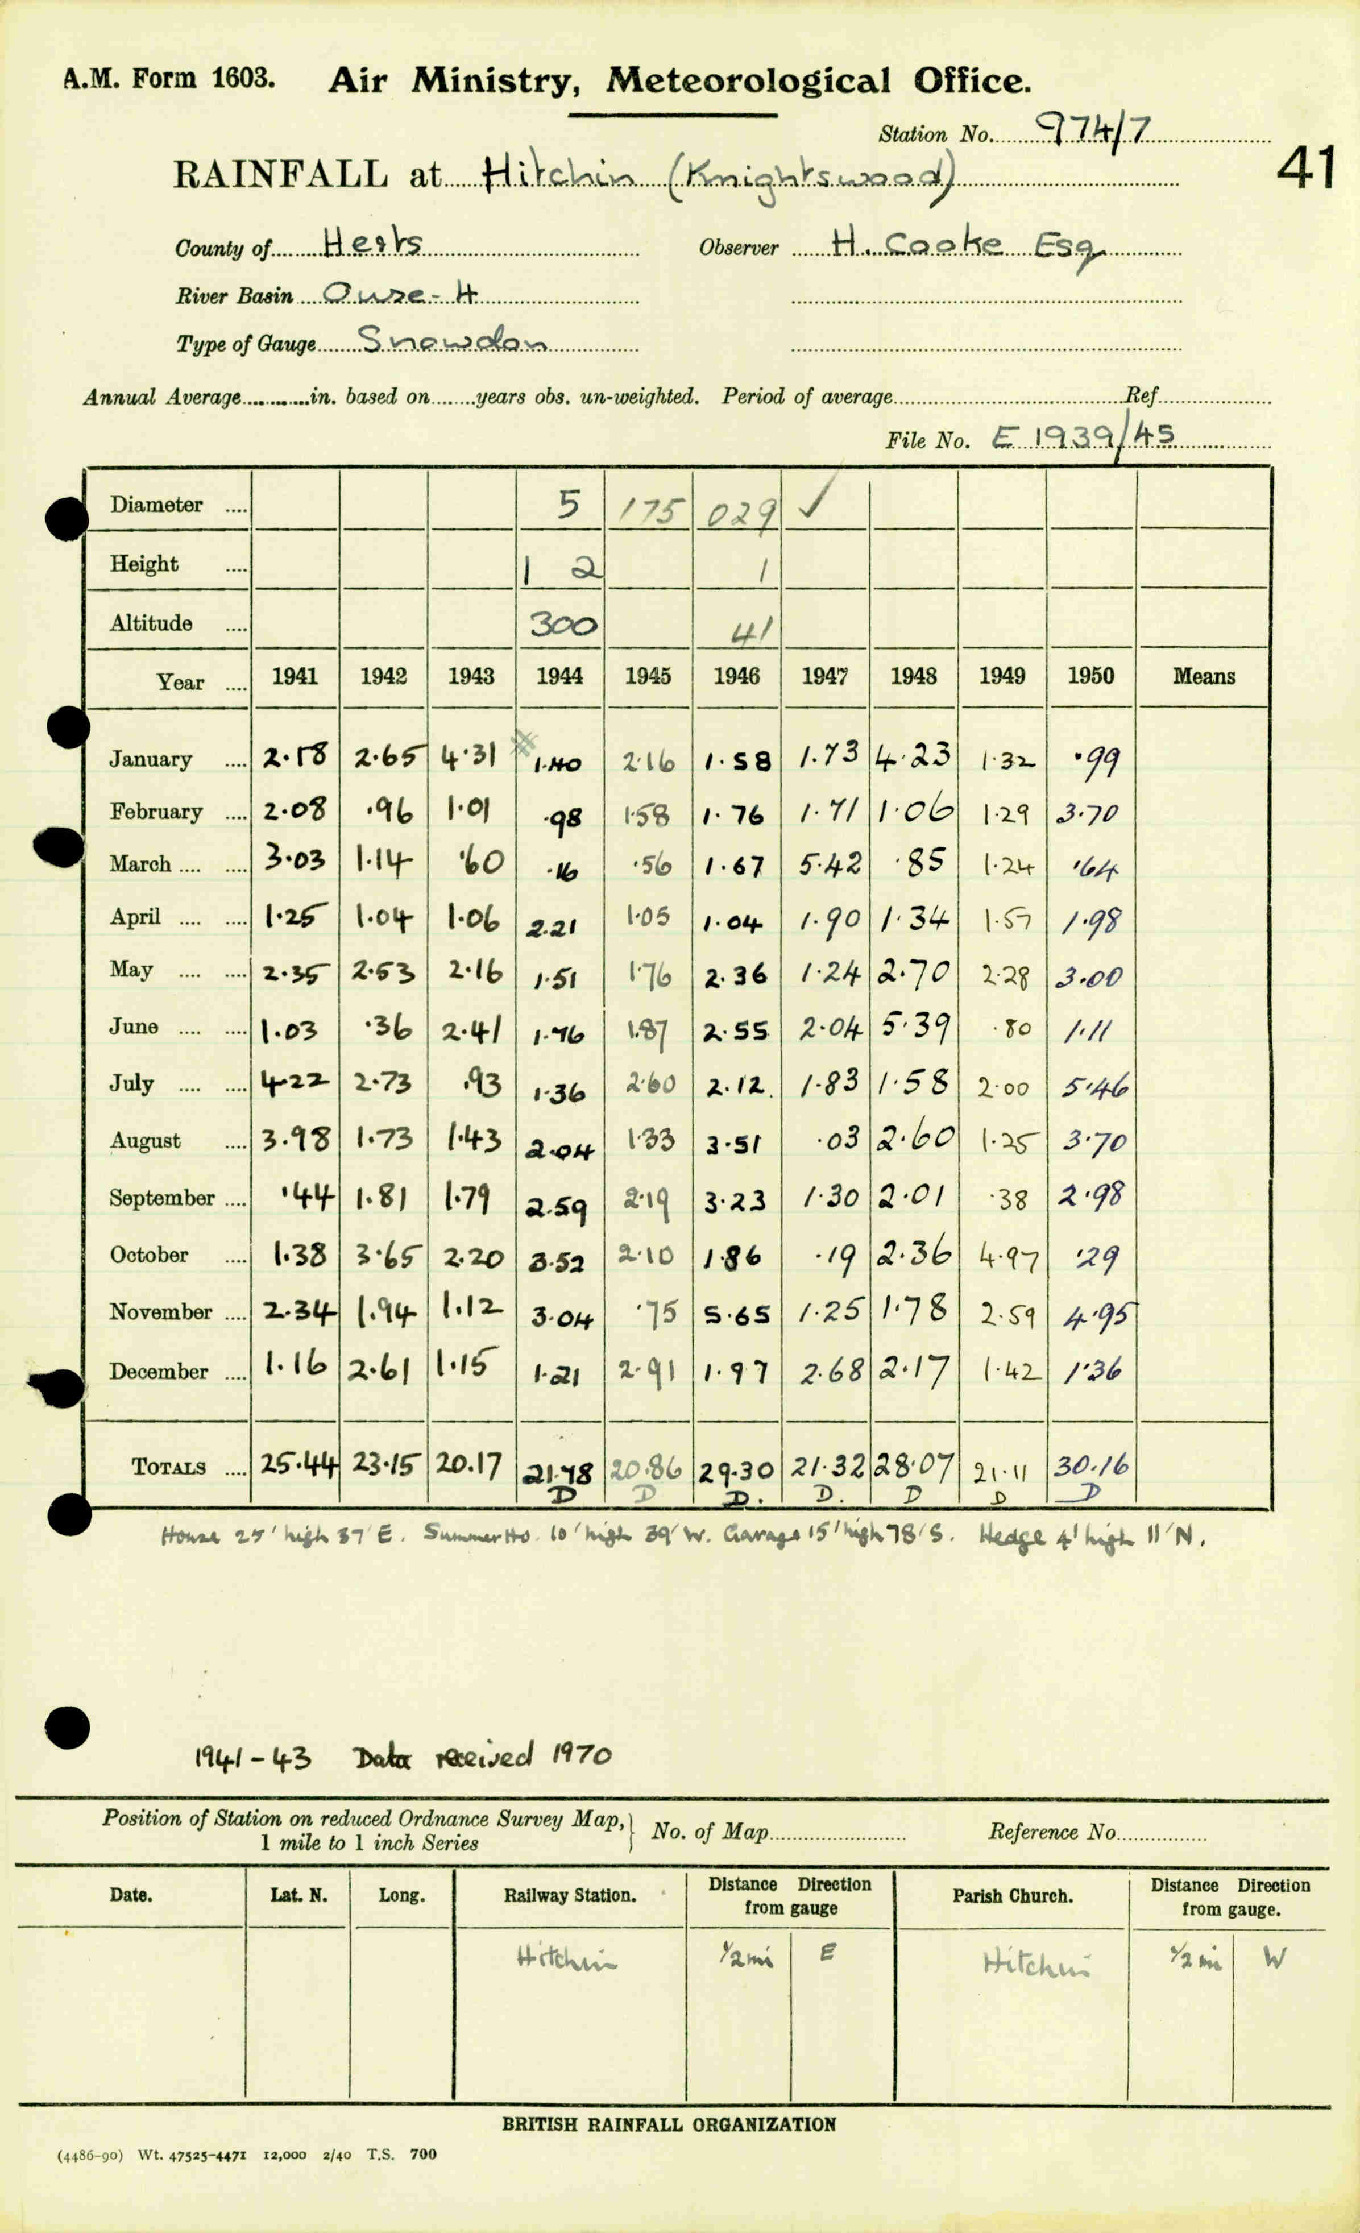 A.M. Form 1603. Air Ministry, Meteorological Office.
Station No. 974/7
41
RAINFALL at Hitchin (Knightswood)
County of Herts Observer H. Cooke Esq
River Basin Ouse-H
Type of Gauge Snowdon
Annual Average in. based on years obs. un-weighted. Period of average Ref
File No. E 1939/45
Diameter 5 175 029 ✓
Height 1 2 1
Altitude 300 41
Year 1941 1942 1943 1944 1945 1946 1947 1948 1949 1950 Means
January 2.18 2.65 4.31 # 1.40 2.16 1.58 1.73 4.23 1.32 .99
February 2.08 .96 1.01 .98 1.58 1.76 1.71 1.06 1.29 3.70
March 3.03 1.14 .60 .16 .56 1.67 5.42 .85 1.24 .64
April 1.25 1.04 1.06 2.21 1.05 1.04 1.90 1.34 1.57 1.98
May 2.35 2.53 2.16 1.51 1.76 2.36 1.24 2.70 2.28 3.00
June 1.03 .36 2.41 1.76 1.87 2.55 2.04 5.39 .80 1.11
July 4.22 2.73 .93 1.36 2.60 2.12. 1.83 1.58 2.00 5.46
August 3.98 1.73 1.43 2.04 1.33 3.51 .03 2.60 1.25 3.70
September .44 1.81 1.79 2.59 2.19 3.23 1.30 2.01 .38 2.98
October 1.38 3.65 2.20 3.52 2.10 1.86 .19 2.36 4.97 .29
November 2.34 1.94 1.12 3.04 .75 5.65 1.25 1.78 2.59 4.95
December 1.16 2.61 1.15 1.21 2.91 1.97 2.68 2.17 1.42 1.36
TOTALS 25.44 23.15 20.17 21.78 20.86 29.30 21.32 28.07 21.11 30.16
D D D. D. D D D
House 25' high 37' E. Summer Ho. 10' high 39' W. Garage 15' high 78' S. Hedge 4' high 11' N.
1941-43 Data received 1970
Position of Station on reduced Ordnance Survey Map, 1 mile to 1 inch Series No. of Map Reference No.
Date. Lat. N. Long. Railway Station. Distance Direction from gauge Parish Church. Distance Direction from gauge.
Hitchin 1/2 mi E Hitchin 1/2 mi W
BRITISH RAINFALL ORGANIZATION
(4486-90) Wt. 47525-4471 12,000 2/40 T.S. 700